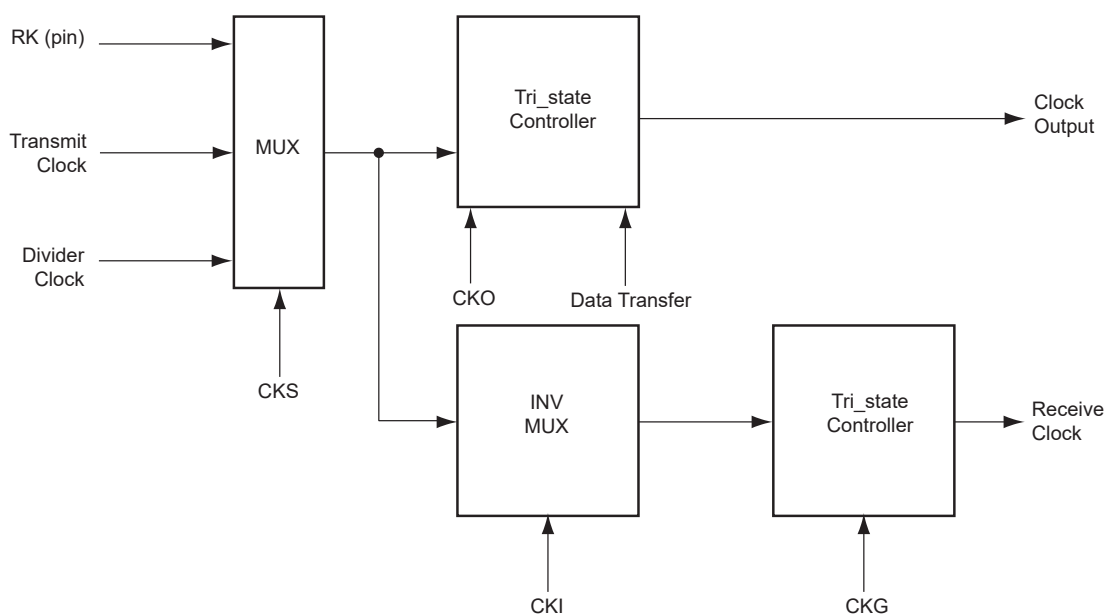 RK (pin)
Transmit
Clock
Divider
Clock
MUX
CKS
Tri_state
Controller
CKO
Data Transfer
Clock
Output
INV
MUX
CKI
Tri_state
Controller
CKG
Receive
Clock